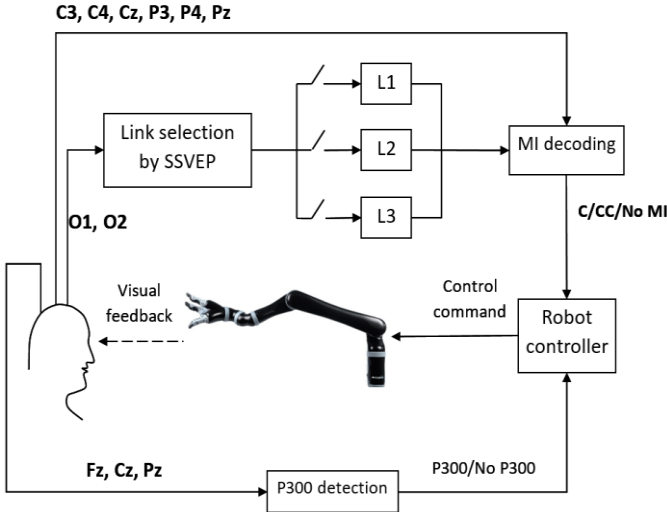 C3, C4, Cz, P3, P4, Pz
Link selection
by SSVEP
L1
L2
L3
MI decoding
O1, O2
C/CC/No MI
Visual
feedback
Control
command
Robot
controller
Fz, Cz, Pz
P300 detection
P300/No P300